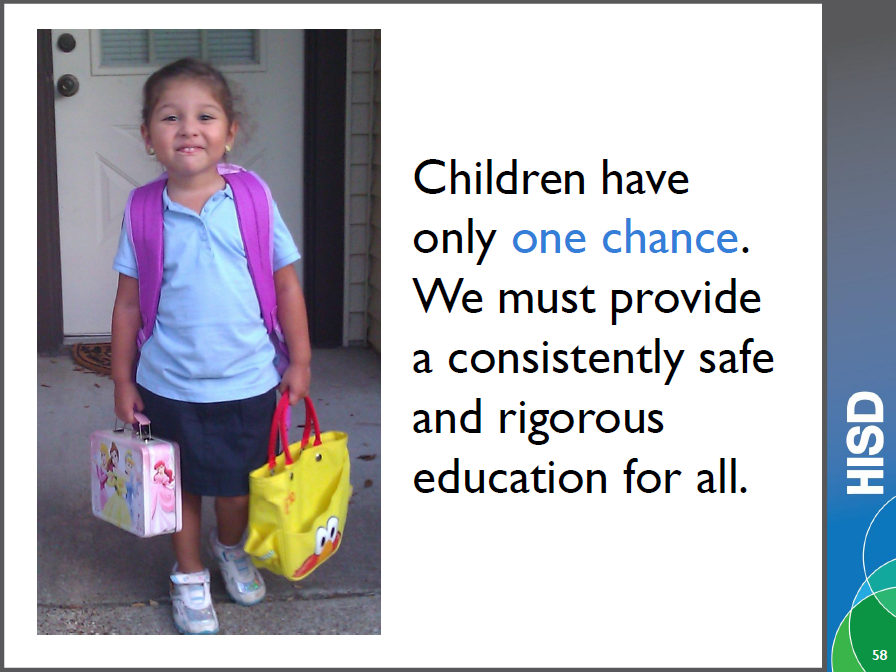 Children have
only one chance.
We must provide
a consistently safe
and rigorous
education for all.
HISD
58